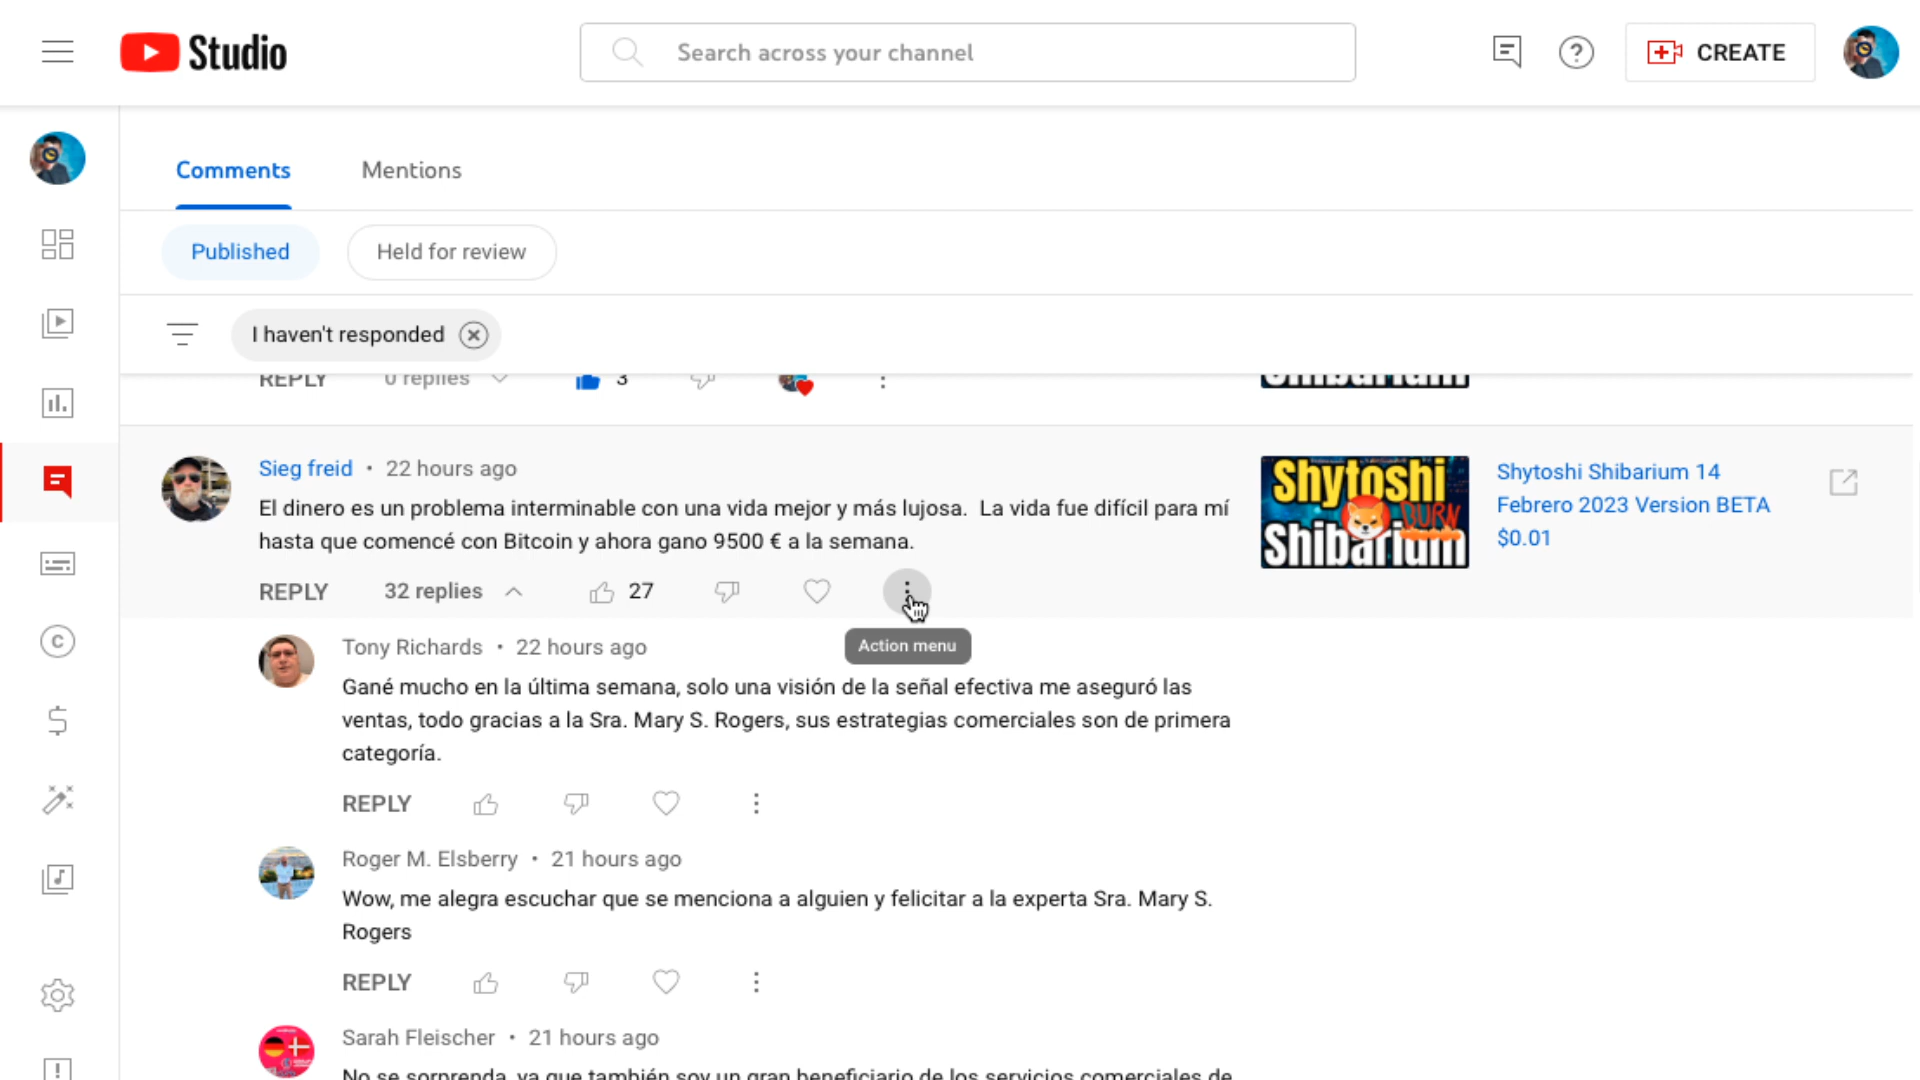 Studio
Search across your channel
CREATE
Comments
Mentions
Published
Held for review
I haven't responded
REPLY
0 replies
3
Sieg freid • 22 hours ago
El dinero es un problema interminable con una vida mejor y más lujosa. La vida fue difícil para mí
hasta que comencé con Bitcoin y ahora gano 9500 € a la semana.
REPLY
32 replies
27
Shytoshi
BURN
Shibarium
Shytoshi Shibarium 14
Febrero 2023 Version BETA
$0.01
Action menu
Tony Richards • 22 hours ago
Gané mucho en la última semana, solo una visión de la señal efectiva me aseguró las
ventas, todo gracias a la Sra. Mary S. Rogers, sus estrategias comerciales son de primera
categoría.
REPLY
Roger M. Elsberry • 21 hours ago
Wow, me alegra escuchar que se menciona a alguien y felicitar a la experta Sra. Mary S.
Rogers
REPLY
Sarah Fleischer • 21 hours ago
No se sorprenda, ya que también soy un gran beneficiario de los servicios comerciales de